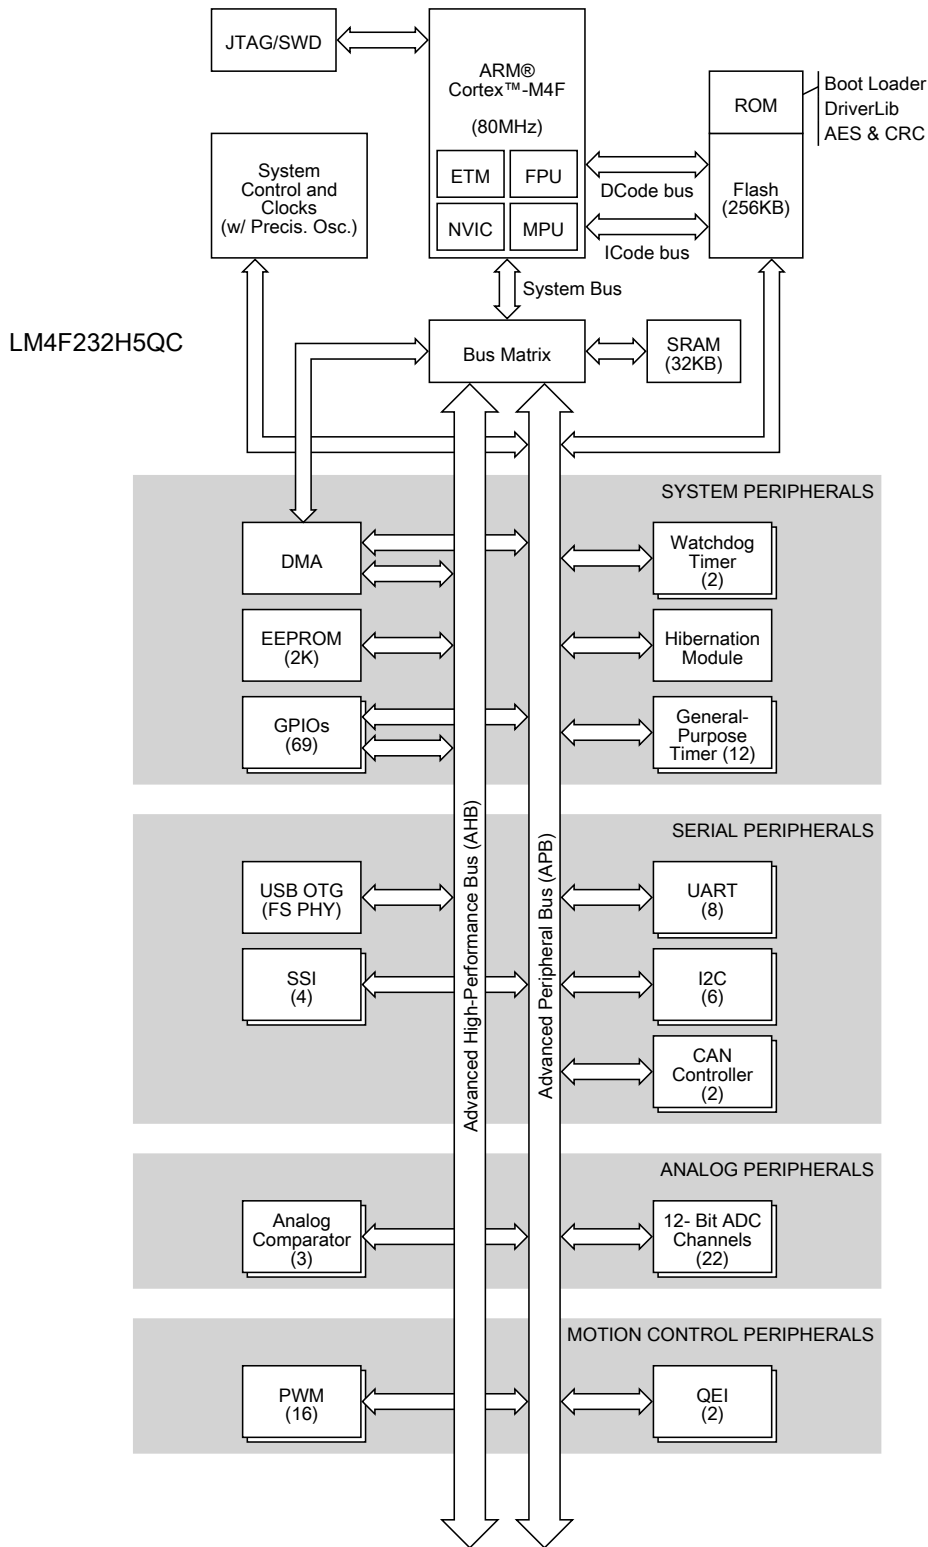 JTAG/SWD
ARM®
Cortex™-M4F
(80MHz)
ETM
FPU
NVIC
MPU
ROM
Boot Loader
DriverLib
AES & CRC
System
Control and
Clocks
(w/ Precis. Osc.)
DCode bus
Flash
(256KB)
ICode bus
System Bus
LM4F232H5QC
Bus Matrix
SRAM
(32KB)
SYSTEM PERIPHERALS
DMA
Watchdog
Timer
(2)
EEPROM
(2K)
Hibernation
Module
GPIOs
(69)
General-
Purpose
Timer (12)
Advanced High-Performance Bus (AHB)
Advanced Peripheral Bus (APB)
SERIAL PERIPHERALS
USB OTG
(FS PHY)
UART
(8)
SSI
(4)
I2C
(6)
CAN
Controller
(2)
ANALOG PERIPHERALS
Analog
Comparator
(3)
12- Bit ADC
Channels
(22)
MOTION CONTROL PERIPHERALS
PWM
(16)
QEI
(2)